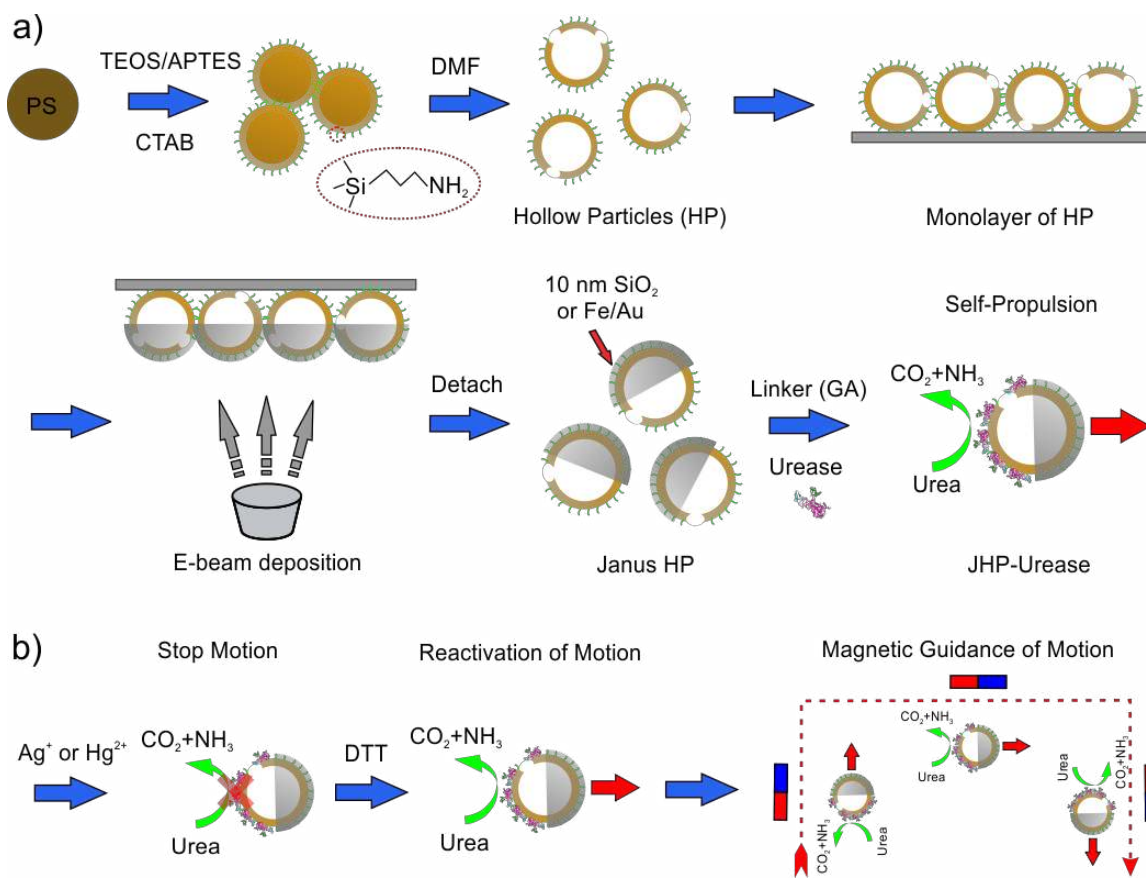 a)
PS
TEOS/APTES
CTAB
Si
NH₂
DMF
Hollow Particles (HP)
Monolayer of HP
E-beam deposition
Detach
10 nm SiO₂
or Fe/Au
Janus HP
Linker (GA)
Urease
Self-Propulsion
CO₂+NH₃
Urea
JHP-Urease
b)
Ag⁺ or Hg²⁺
Stop Motion
CO₂+NH₃
Urea
DTT
Reactivation of Motion
CO₂+NH₃
Urea
Magnetic Guidance of Motion
CO₂+NH₃
Urea
CO₂+NH₃
Urea
Urea
CO₂+NH₃